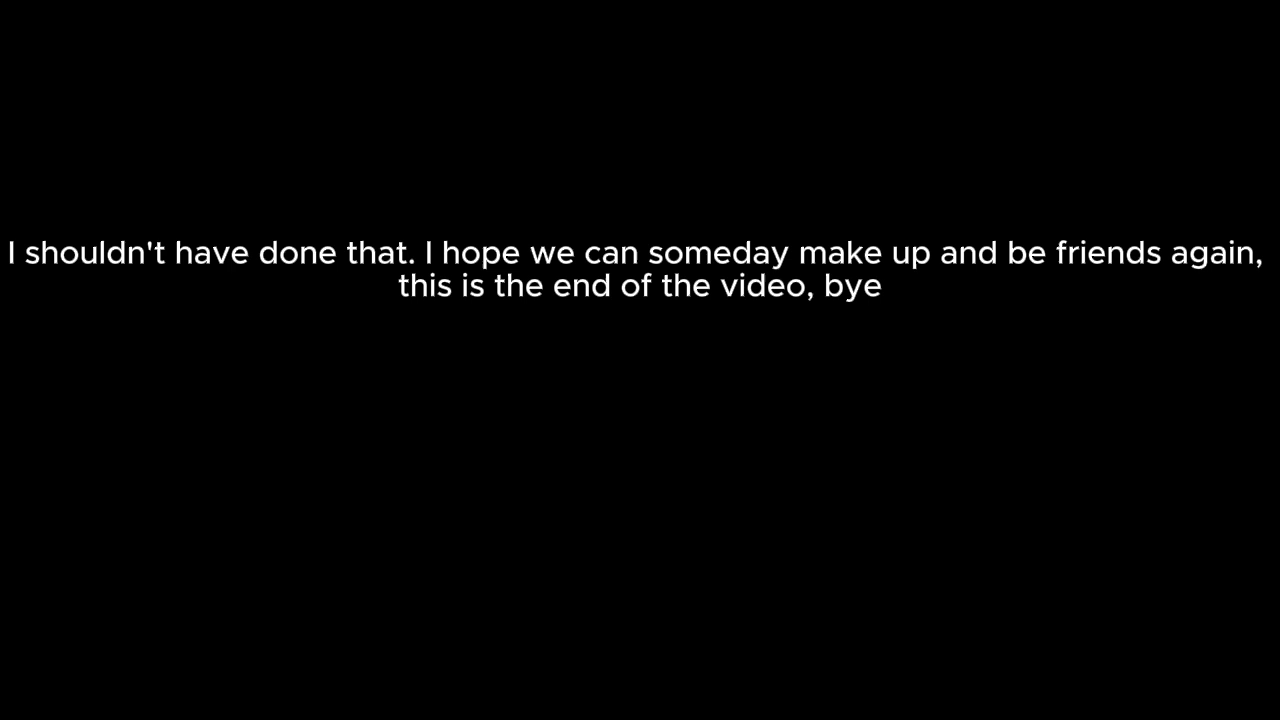 I shouldn't have done that. I hope we can someday make up and be friends again,
this is the end of the video, bye